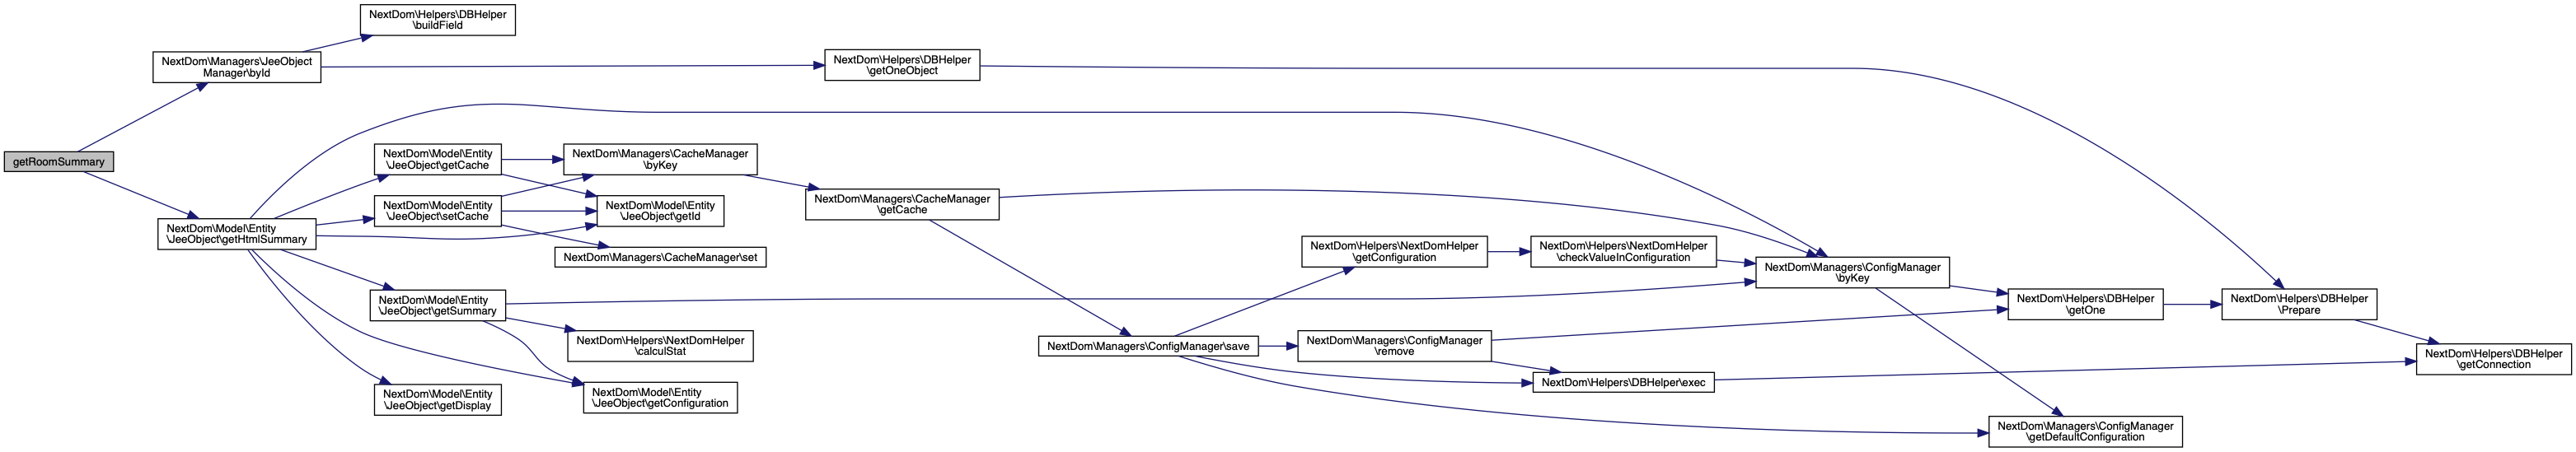 NextDom\Helpers\DBHelper
\buildField
NextDom\Managers\JeeObject
Manager\byId
NextDom\Helpers\DBHelper
\getOneObject
getRoomSummary
NextDom\Model\Entity
\JeeObject\getCache
NextDom\Managers\CacheManager
\byKey
NextDom\Model\Entity
\JeeObject\setCache
NextDom\Model\Entity
\JeeObject\getId
NextDom\Managers\CacheManager
\getCache
NextDom\Model\Entity
\JeeObject\getHtmlSummary
NextDom\Managers\CacheManager\set
NextDom\Helpers\NextDomHelper
\getConfiguration
NextDom\Helpers\NextDomHelper
\checkValueInConfiguration
NextDom\Managers\ConfigManager
\byKey
NextDom\Model\Entity
\JeeObject\getSummary
NextDom\Helpers\DBHelper
\getOne
NextDom\Helpers\DBHelper
\Prepare
NextDom\Helpers\NextDomHelper
\calculStat
NextDom\Managers\ConfigManager\save
NextDom\Managers\ConfigManager
\remove
NextDom\Helpers\DBHelper
\getConnection
NextDom\Helpers\DBHelper\exec
NextDom\Model\Entity
\JeeObject\getDisplay
NextDom\Model\Entity
\JeeObject\getConfiguration
NextDom\Managers\ConfigManager
\getDefaultConfiguration